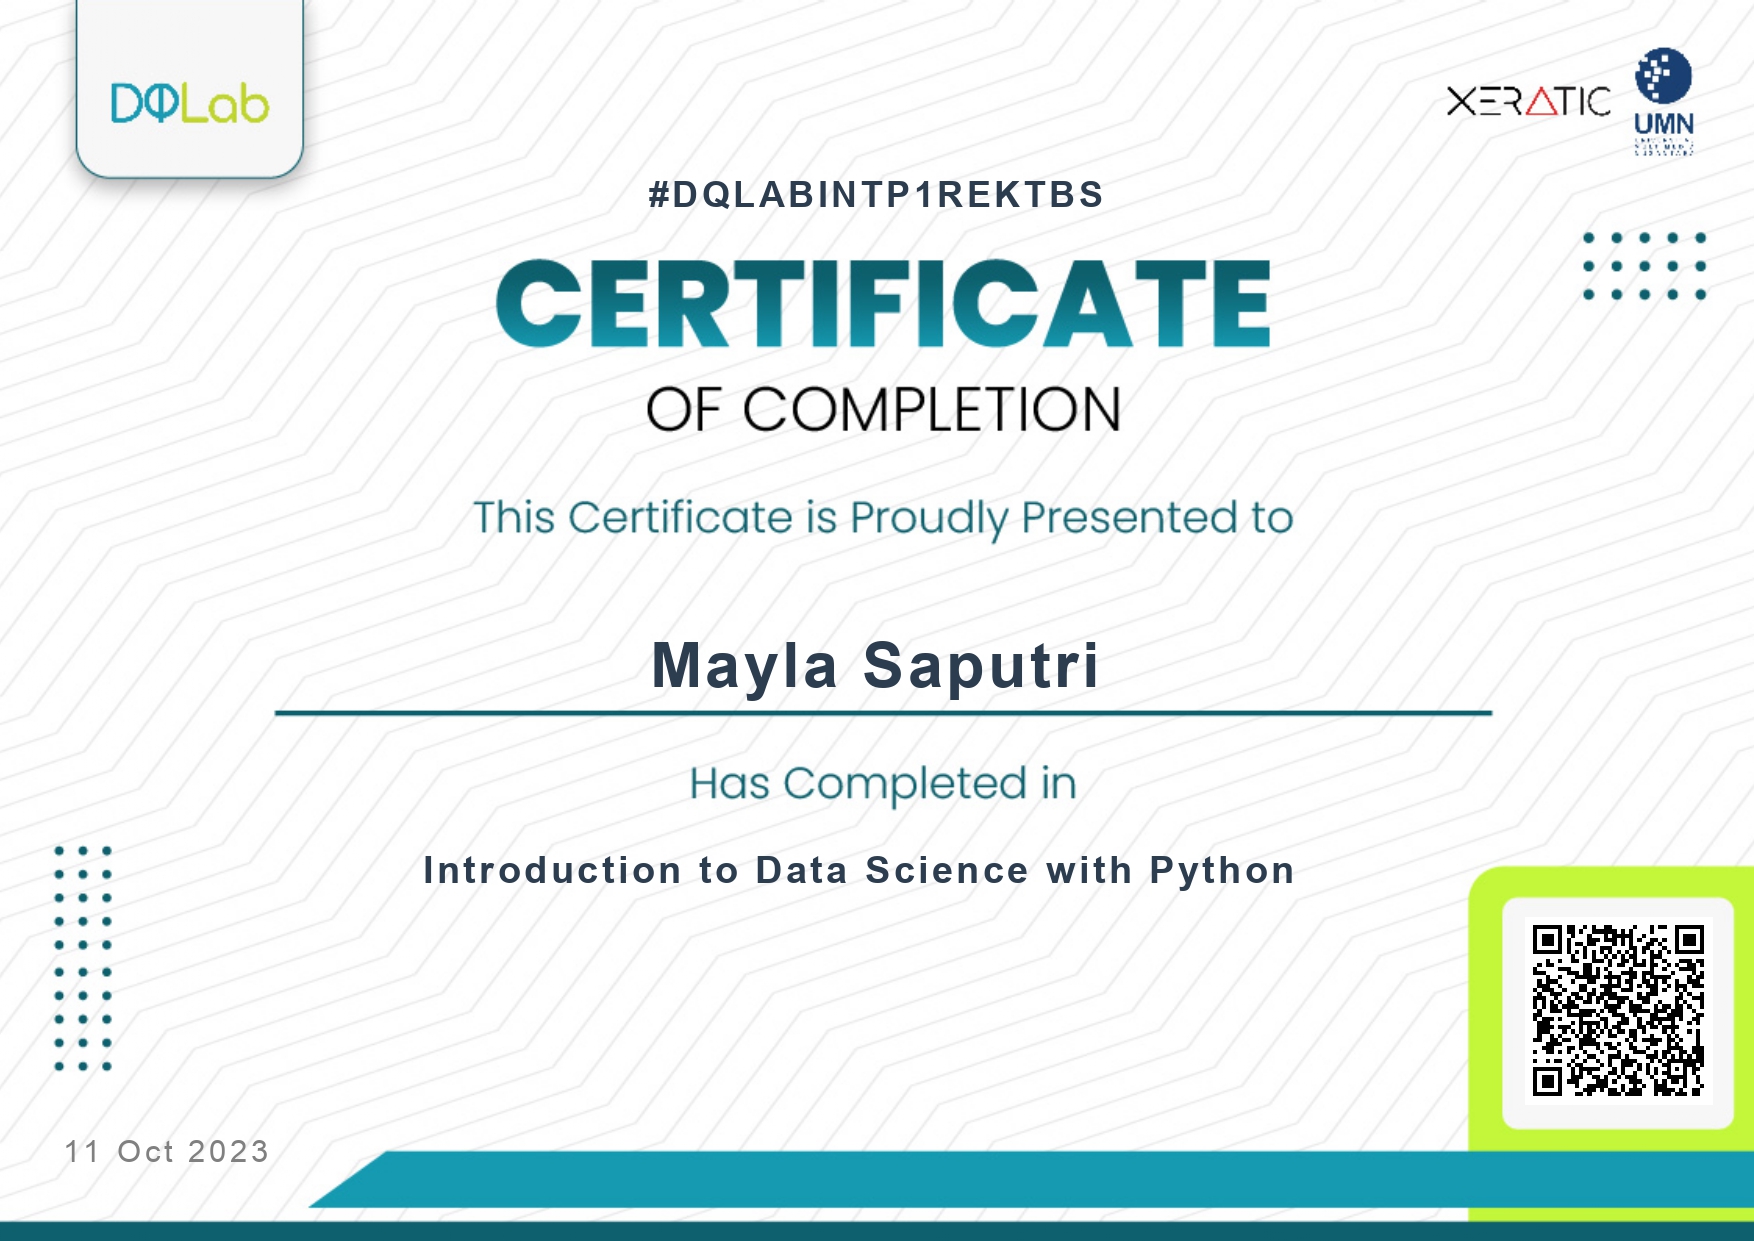 DQLab
XERATIC
UMN
#DQLABINTP1REKTBS
CERTIFICATE
OF COMPLETION
This Certificate is Proudly Presented to
Mayla Saputri
Has Completed in
Introduction to Data Science with Python
11 Oct 2023